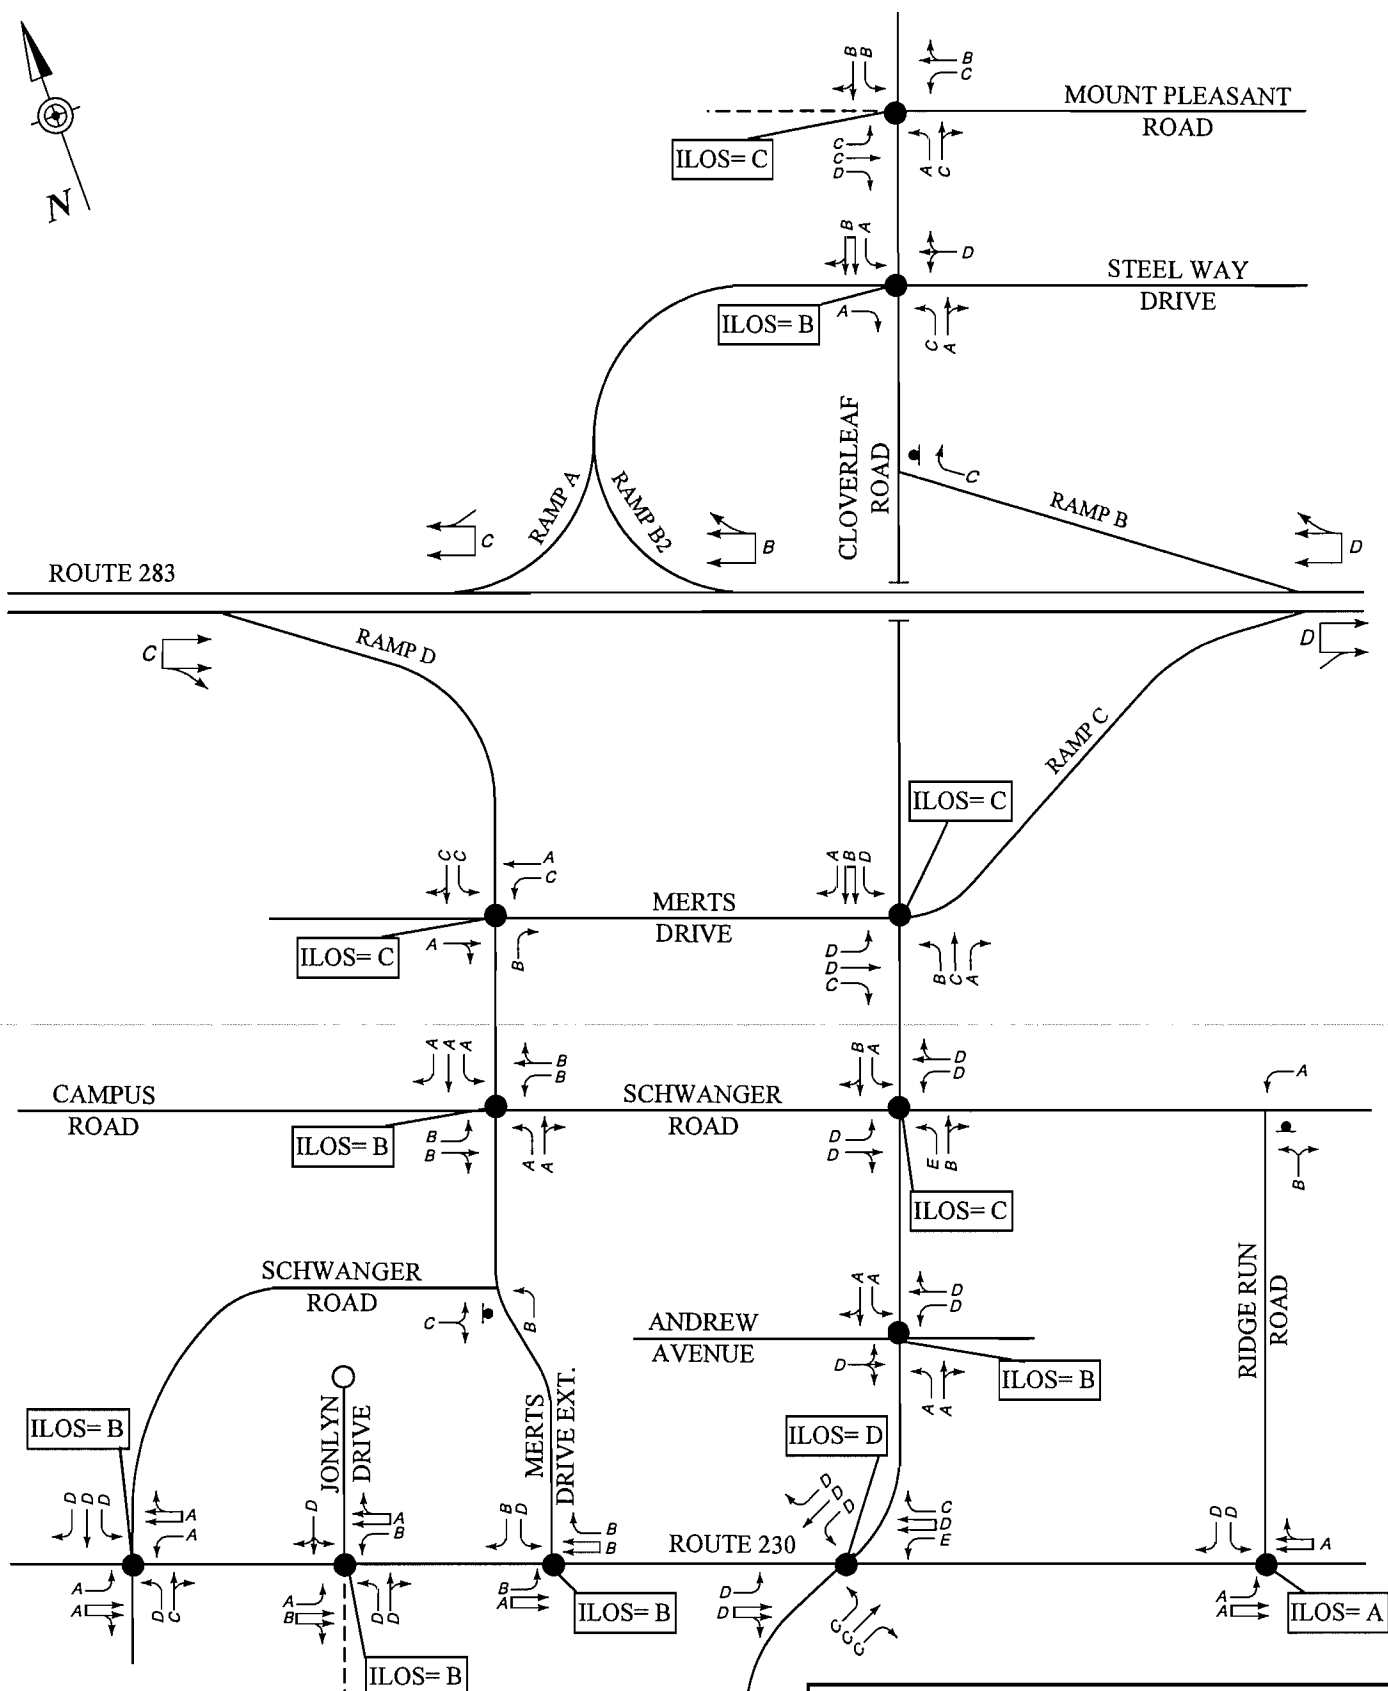 B B
B
C
MOUNT PLEASANT
ROAD
ILOS= C
C
C
D
A C
N
B A
D
STEEL WAY
DRIVE
ILOS= B
A
C A
CLOVERLEAF
ROAD
C
RAMP A
RAMP B2
RAMP B
C
B
D
ROUTE 283
C
RAMP D
D
RAMP C
ILOS= C
C C
A
C
A B D
MERTS
DRIVE
ILOS= C
A
B
D
D
C
B C A
A A A
B
B
B A
D
D
A
CAMPUS
ROAD
SCHWANGER
ROAD
ILOS= B
B
B
A A
D
D
E B
B
ILOS= C
SCHWANGER
ROAD
C
B
A A
D
D
ANDREW
AVENUE
D
A A
ILOS= B
RIDGE RUN
ROAD
ILOS= B
JONLYN
DRIVE
MERTS
DRIVE EXT.
ILOS= D
D D D
A
A
D
A
B
B D
B
B
ROUTE 230
D D D
C
D
E
D D
A
A
A
D C
A
B
D D
B
A
ILOS= B
D
D
C C C
A
A
ILOS= A
ILOS= B